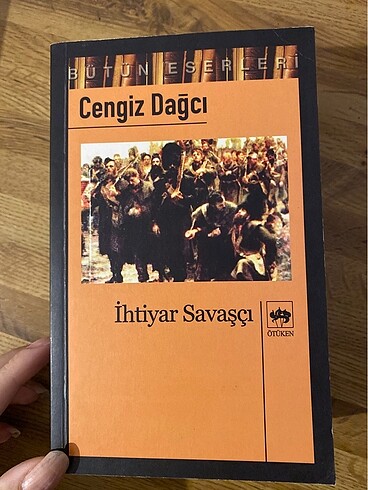 BÜTÜN ESERLERİ
Cengiz Dağcı
İhtiyar Savaşçı
ÖTÜKEN